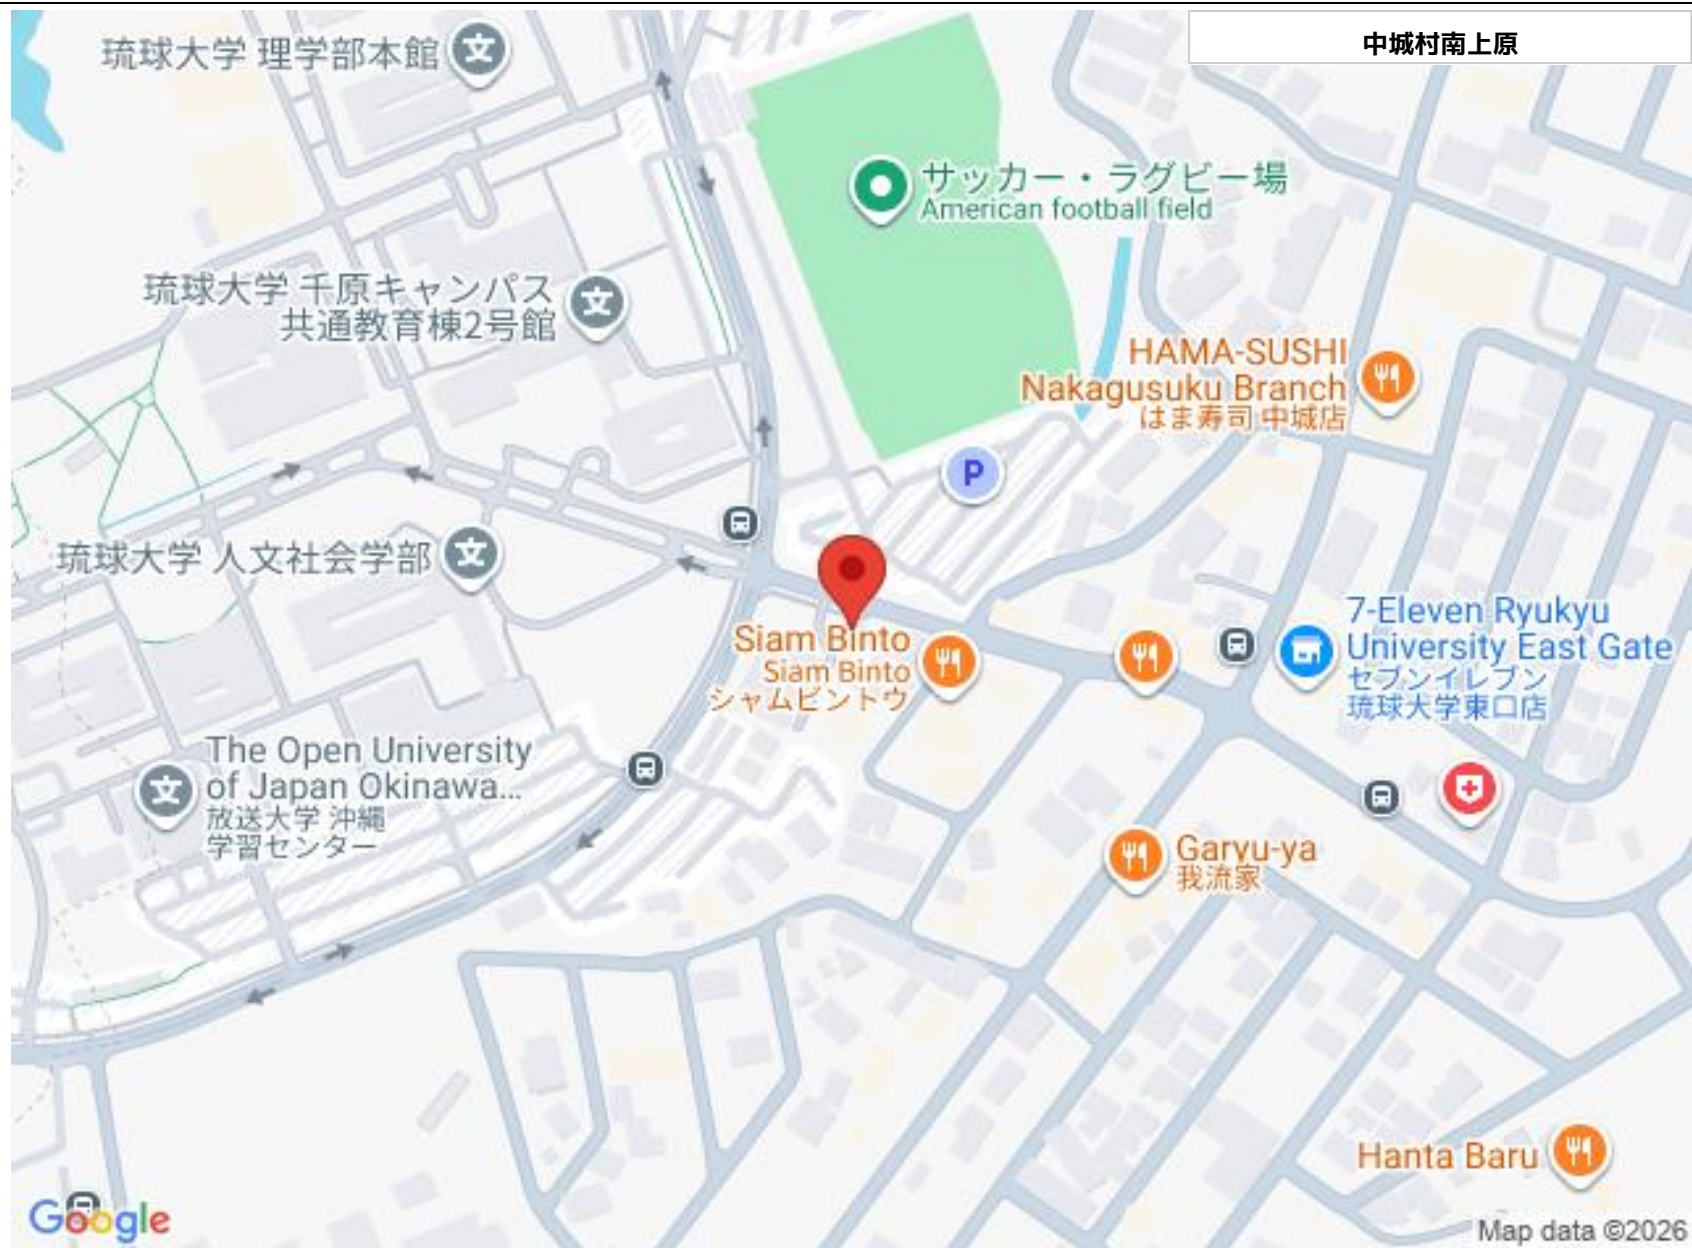 中城村南上原
琉球大学 理学部本館
サッカー・ラグビー場
American football field
琉球大学 千原キャンパス
共通教育棟2号館
HAMA-SUSHI
Nakagusuku Branch
はま寿司 中城店
P
琉球大学 人文社会学部
7-Eleven Ryukyu
University East Gate
セブンイレブン
琉球大学東口店
Siam Binto
Siam Binto
シャムビントウ
The Open University
of Japan Okinawa...
放送大学 沖縄
学習センター
Garyu-ya
我流家
Hanta Baru
Google
Map data ©2026